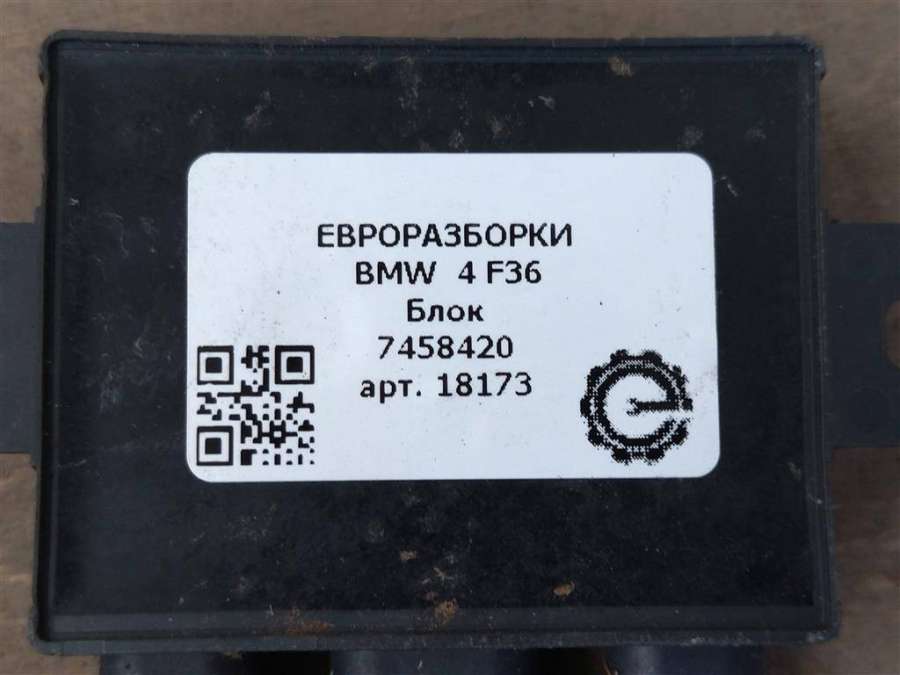 ЕВРОРАЗБОРКИ
BMW 4 F36
Блок
7458420
арт. 18173